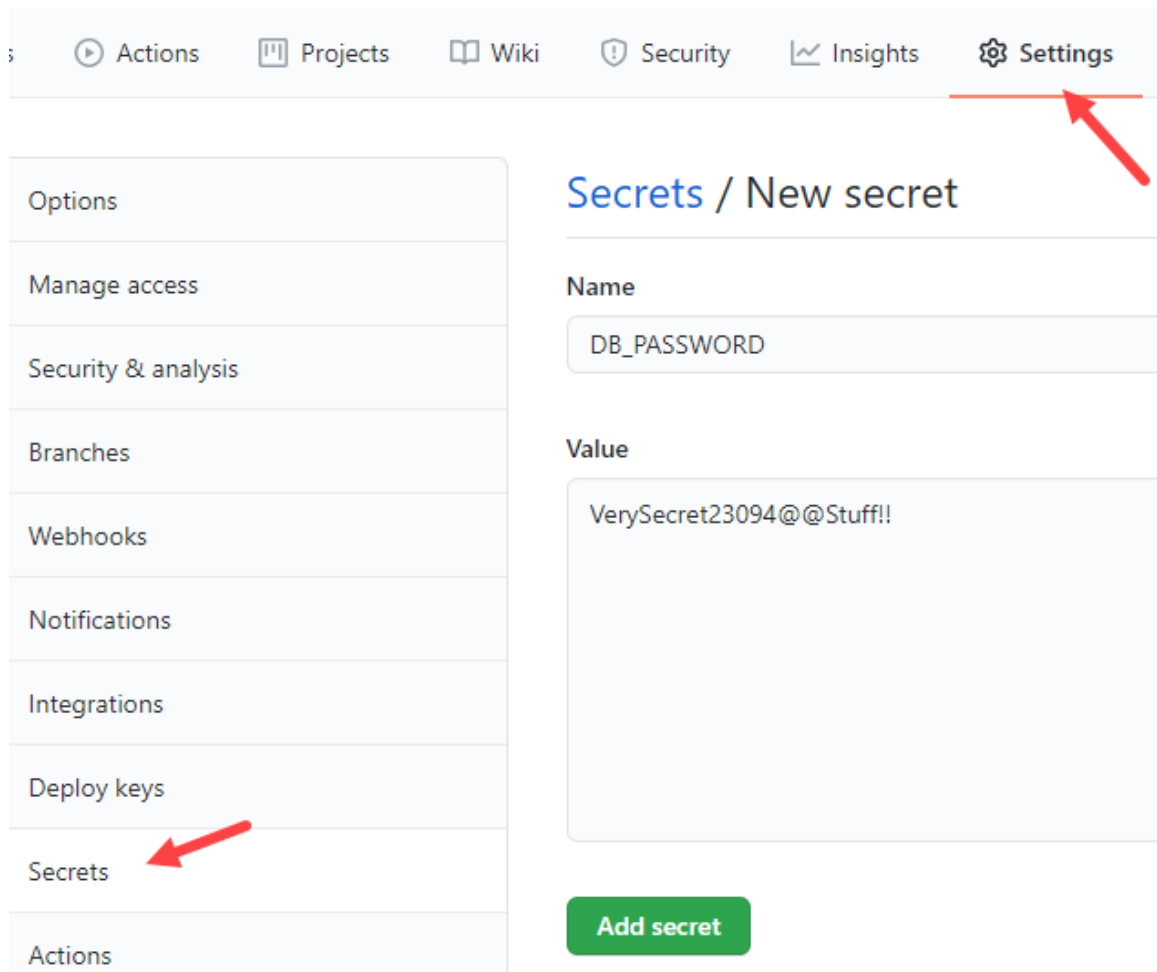 Actions Projects Wiki Security Insights Settings
Options
Manage access
Security & analysis
Branches
Webhooks
Notifications
Integrations
Deploy keys
Secrets
Actions
Secrets / New secret
Name
DB_PASSWORD
Value
VerySecret23094@@Stuff!!
Add secret